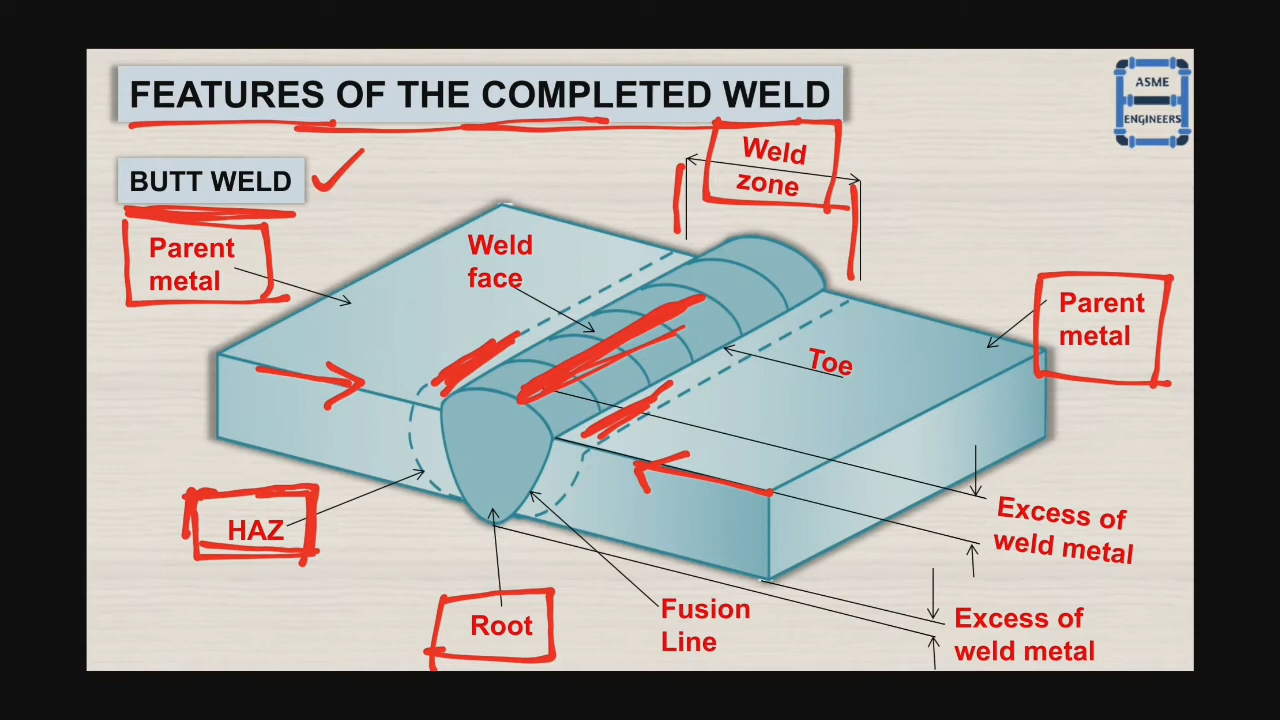 FEATURES OF THE COMPLETED WELD
ASME
ENGINEERS
BUTT WELD
Weld
zone
Parent
metal
Weld
face
Parent
metal
Toe
HAZ
Excess of
weld metal
Root
Fusion
Line
Excess of
weld metal